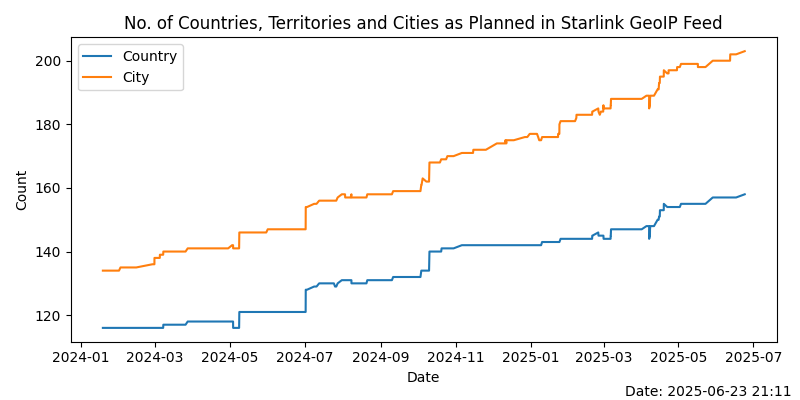 No. of Countries, Territories and Cities as Planned in Starlink GeoIP Feed
Country
City
200
180
160
140
120
Count
2024-01 2024-03 2024-05 2024-07 2024-09 2024-11 2025-01 2025-03 2025-05 2025-07
Date
Date: 2025-06-23 21:11